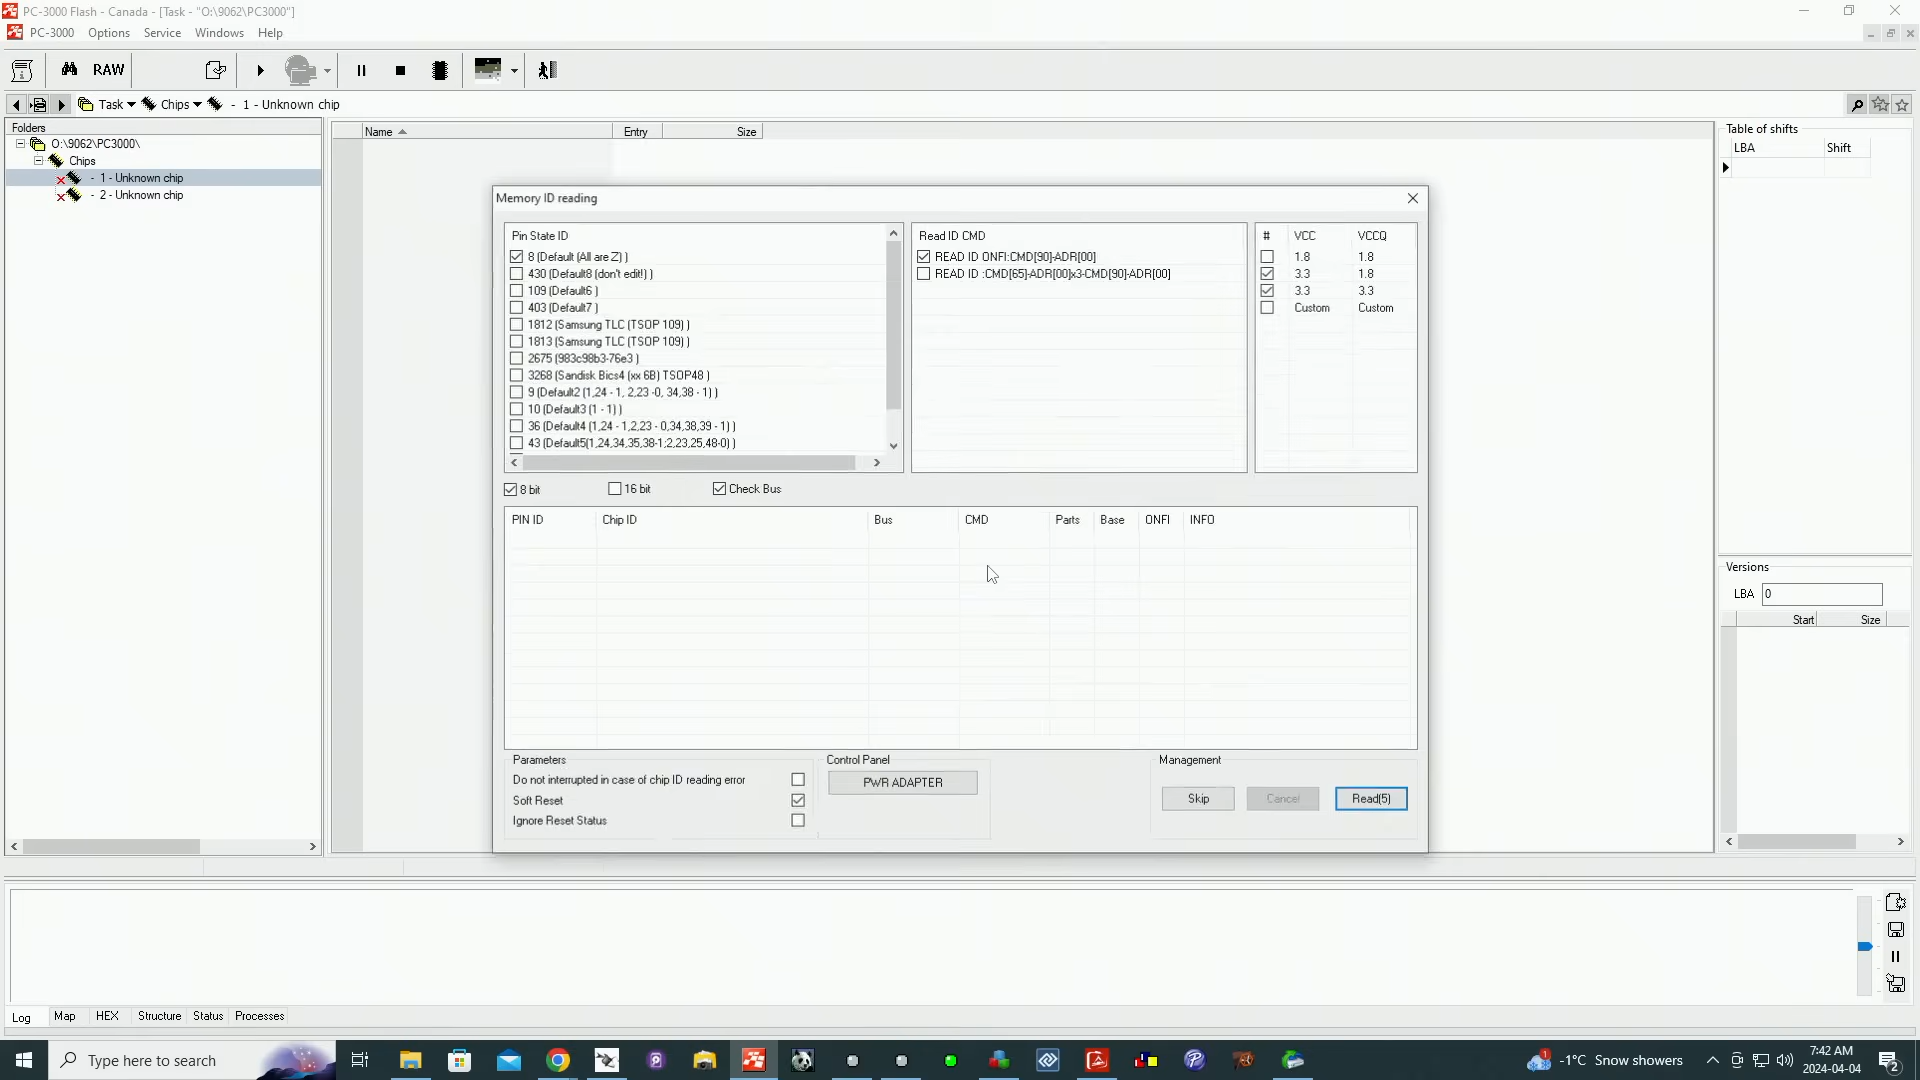 PC-3000 Flash - Canada - [Task - "O:\9062\PC3000"]
PC-3000 Options Service Windows Help
RAW
Task Chips - 1 - Unknown chip
Folders
O:\9062\PC3000\
Chips
- 1 - Unknown chip
- 2 - Unknown chip
Name Entry Size
Table of shifts
LBA Shift
Versions
LBA 0
Start Size
Memory ID reading
Pin State ID
8 (Default (All are Z) )
430 (Default8 (don't edit!) )
109 (Default6 )
403 (Default7 )
1812 (Samsung TLC (TSOP 109) )
1813 (Samsung TLC (TSOP 109) )
2675 (983c98b3-76e3 )
3268 (Sandisk Bics4 (xx 6B) TSOP48 )
9 (Default2 (1,24 - 1, 2,23 -0, 34,38 - 1) )
10 (Default3 (1 - 1) )
36 (Default4 (1,24 - 1,2,23 - 0,34,38,39 - 1) )
43 (Default5(1,24,34,35,38-1;2,23,25,48-0) )
Read ID CMD
READ ID ONFI:CMD[90]-ADR[00]
READ ID :CMD[65]-ADR[00]x3-CMD[90]-ADR[00]
# VCC VCCQ
1.8 1.8
3.3 1.8
3.3 3.3
Custom Custom
8 bit 16 bit Check Bus
PIN ID Chip ID Bus CMD Parts Base ONFI INFO
Parameters
Do not interrupted in case of chip ID reading error
Soft Reset
Ignore Reset Status
Control Panel
PWR ADAPTER
Management
Skip Cancel Read(5)
Log Map HEX Structure Status Processes
Type here to search
-1°C Snow showers
7:42 AM
2024-04-04
2